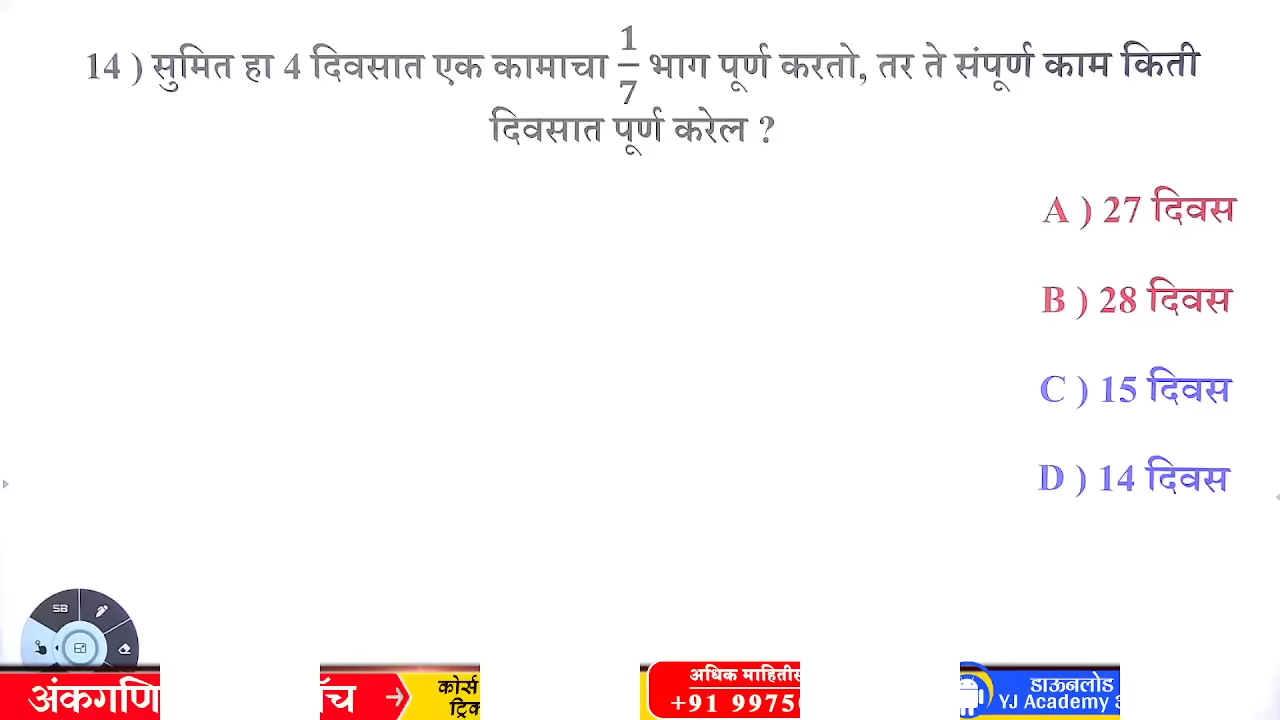 14 ) सुमित हा 4 दिवसात एक कामाचा 1/7 भाग पूर्ण करतो, तर ते संपूर्ण काम किती
दिवसात पूर्ण करेल ?
A ) 27 दिवस
B ) 28 दिवस
C ) 15 दिवस
D ) 14 दिवस
SB
कोर्स
अधिक माहितीस
डाऊनलोड
अंकगणि
+91 9975
YJ Academy